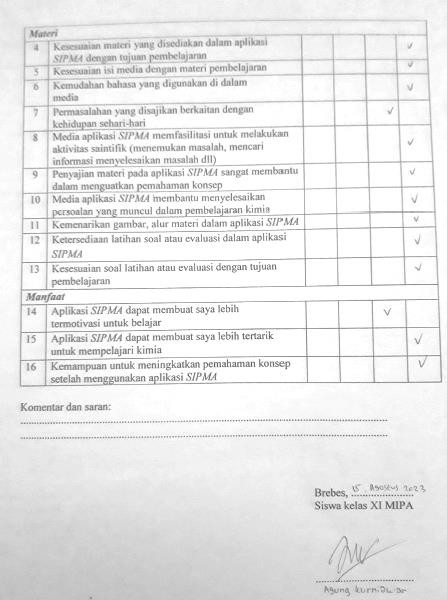 Materi
4 Kesesuaian materi yang disediakan dalam aplikasi ✓
SIPMA dengan tujuan pembelajaran
5 Kesesuaian isi media dengan materi pembelajaran ✓
6 Kemudahan bahasa yang digunakan di dalam ✓
media
7 Permasalahan yang disajikan berkaitan dengan ✓
kehidupan sehari-hari
8 Media aplikasi SIPMA memfasilitasi untuk melakukan ✓
aktivitas saintifik (menemukan masalah, mencari
informasi menyelesaikan masalah dll)
9 Penyajian materi pada aplikasi SIPMA sangat membantu ✓
dalam menguatkan pemahaman konsep
10 Media aplikasi SIPMA membantu menyelesaikan ✓
persoalan yang muncul dalam pembelajaran kimia
11 Kemenarikan gambar, alur materi dalam aplikasi SIPMA ✓
12 Ketersediaan latihan soal atau evaluasi dalam aplikasi ✓
SIPMA
13 Kesesuaian soal latihan atau evaluasi dengan tujuan ✓
pembelajaran
Manfaat
14 Aplikasi SIPMA dapat membuat saya lebih ✓
termotivasi untuk belajar
15 Aplikasi SIPMA dapat membuat saya lebih tertarik ✓
untuk mempelajari kimia
16 Kemampuan untuk meningkatkan pemahaman konsep ✓
setelah menggunakan aplikasi SIPMA
Komentar dan saran:
Brebes, 15 Agustus 2023
Siswa kelas XI MIPA
Agung